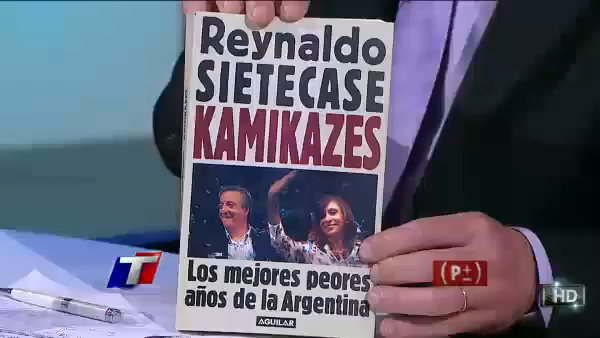 Reynaldo
SIETECASE
KAMIKAZES
Los mejores peores
años de la Argentina
AGUILAR
T
(P±)
HD